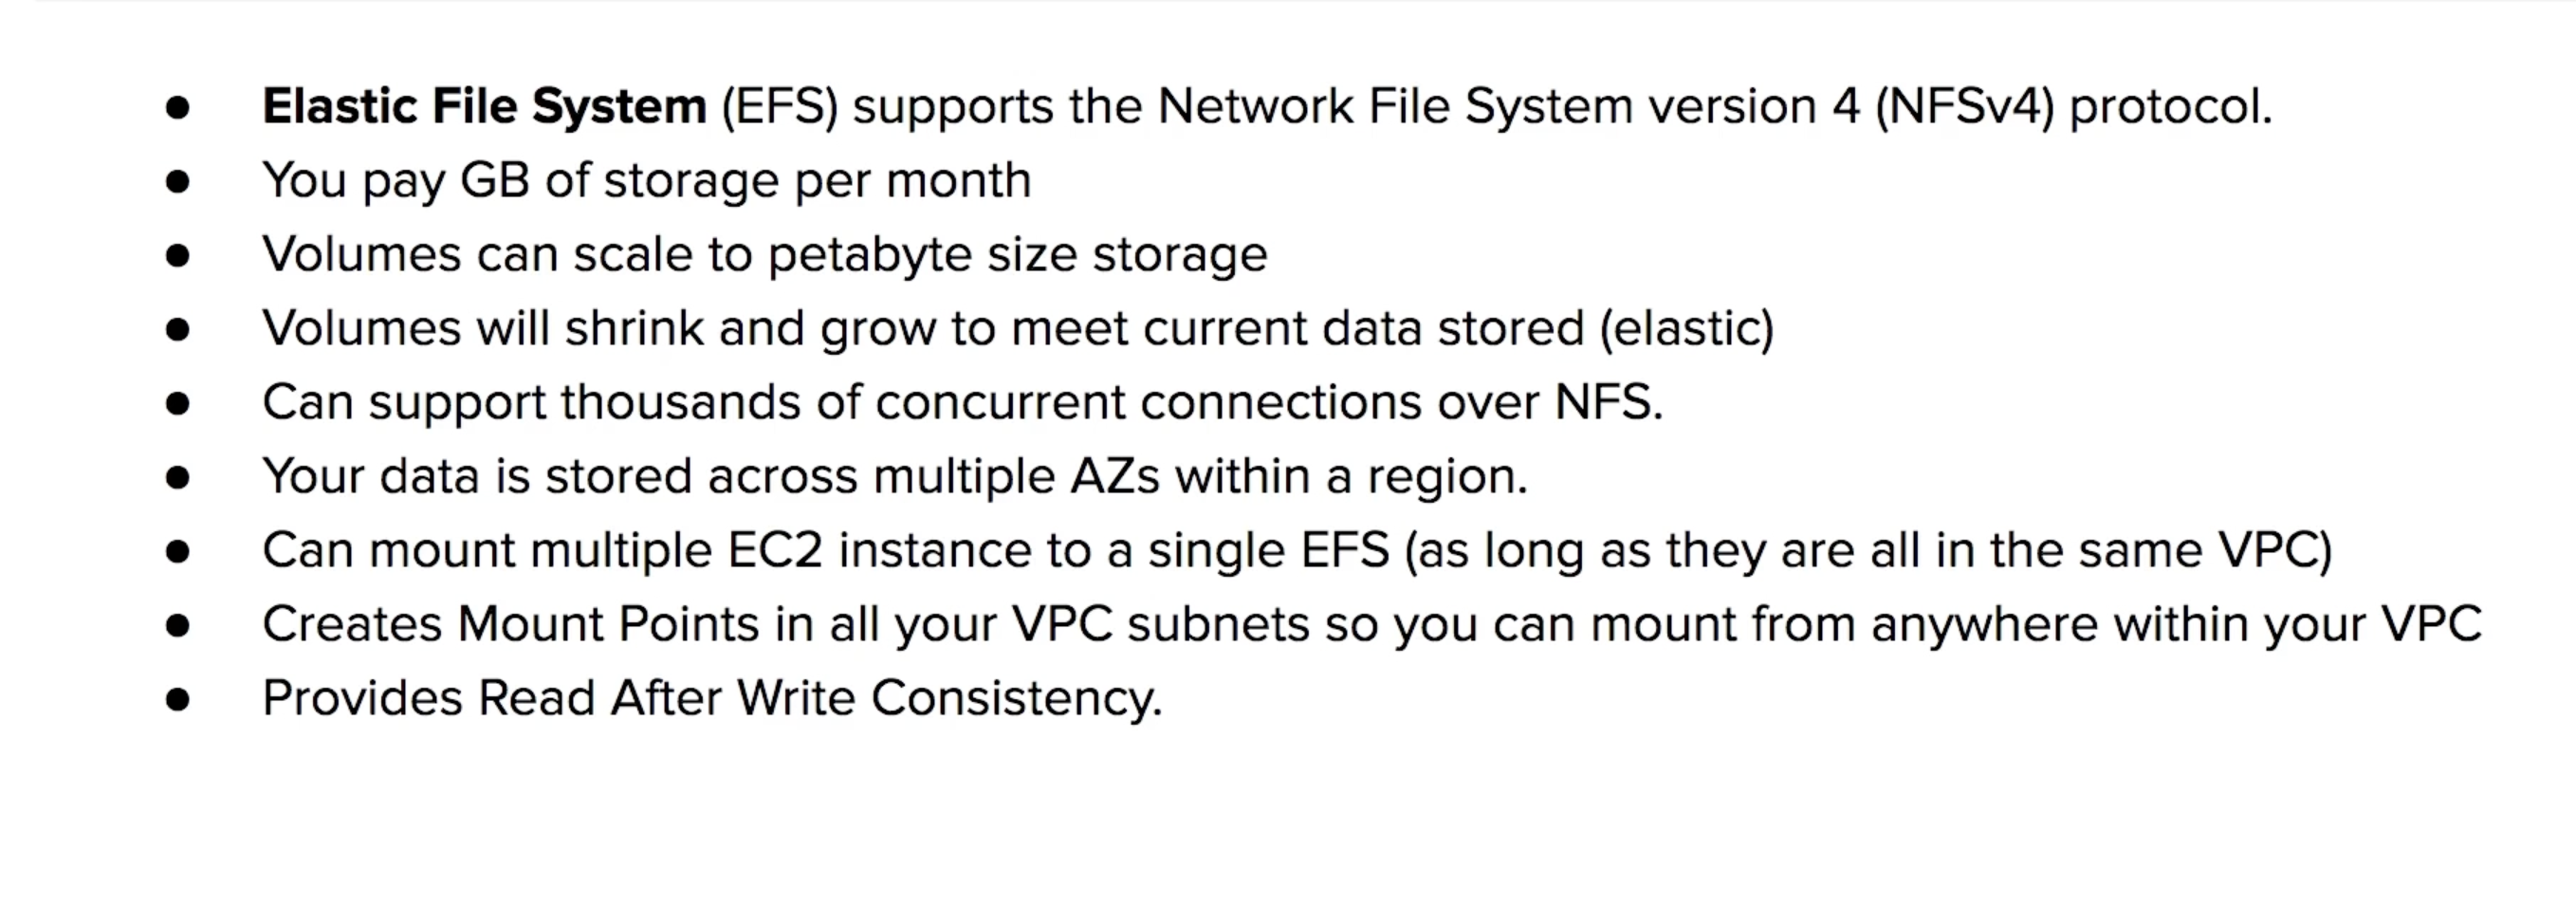 ● Elastic File System (EFS) supports the Network File System version 4 (NFSv4) protocol.
● You pay GB of storage per month
● Volumes can scale to petabyte size storage
● Volumes will shrink and grow to meet current data stored (elastic)
● Can support thousands of concurrent connections over NFS.
● Your data is stored across multiple AZs within a region.
● Can mount multiple EC2 instance to a single EFS (as long as they are all in the same VPC)
● Creates Mount Points in all your VPC subnets so you can mount from anywhere within your VPC
● Provides Read After Write Consistency.